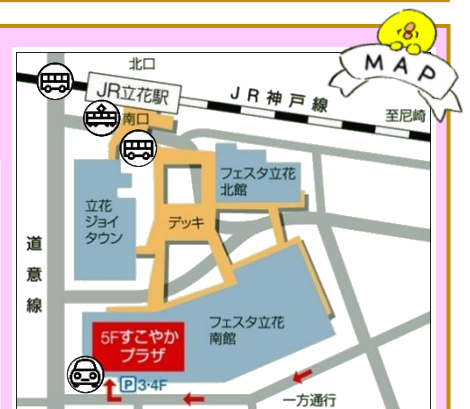 MAP
北口
JR立花駅
JR神戸線
至尼崎
南口
フェスタ立花
北館
立花
ジョイ
タウン
デッキ
道意線
フェスタ立花
南館
5Fすこやか
プラザ
P3・4F
一方通行